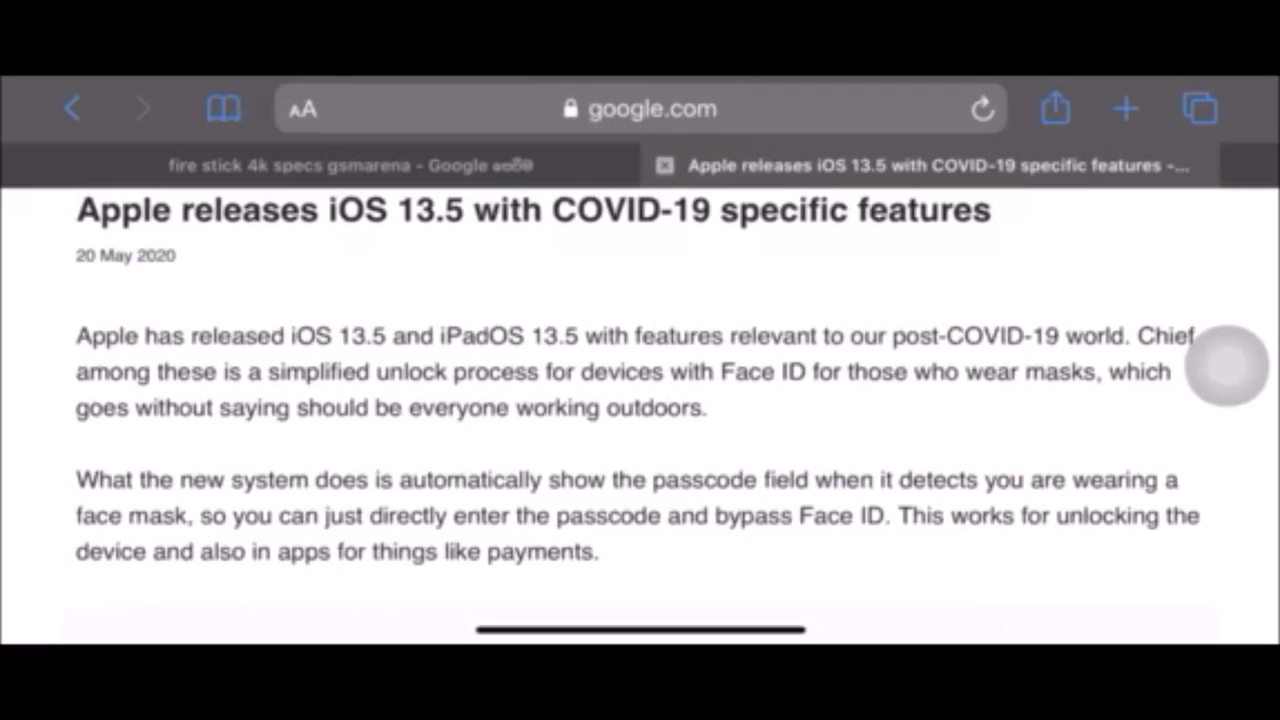 AA
google.com
fire stick 4k specs gsmarena - Google සෙවීම
Apple releases iOS 13.5 with COVID-19 specific features -...
Apple releases iOS 13.5 with COVID-19 specific features
20 May 2020
Apple has released iOS 13.5 and iPadOS 13.5 with features relevant to our post-COVID-19 world. Chief
among these is a simplified unlock process for devices with Face ID for those who wear masks, which
goes without saying should be everyone working outdoors.
What the new system does is automatically show the passcode field when it detects you are wearing a
face mask, so you can just directly enter the passcode and bypass Face ID. This works for unlocking the
device and also in apps for things like payments.